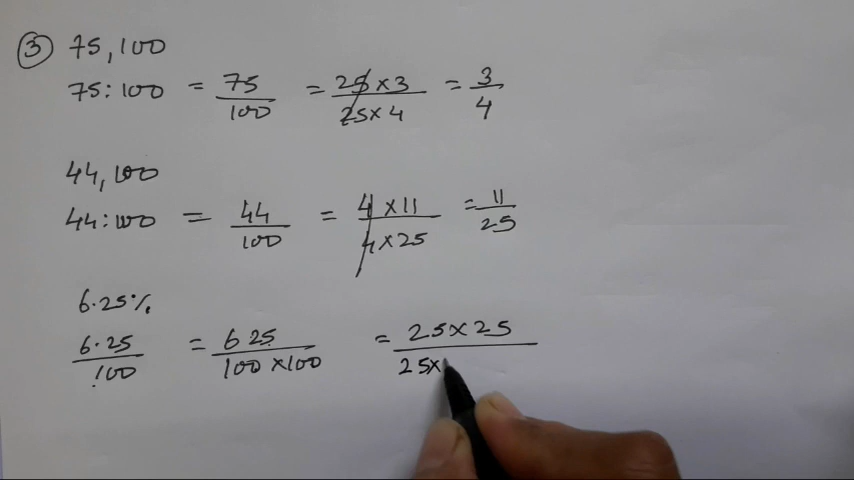 ③ 75,100
75:100 = 75/100 = 25×3/25×4 = 3/4
44,100
44:100 = 44/100 = 4×11/4×25 = 11/25
6.25%
6.25/100 = 625/100×100 = 25×25/25×